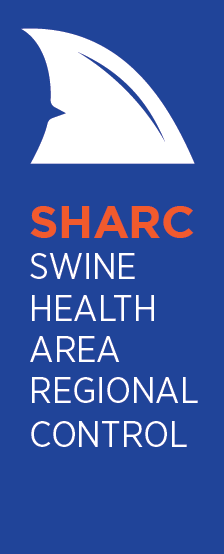 SHARC
SWINE
HEALTH
AREA
REGIONAL
CONTROL